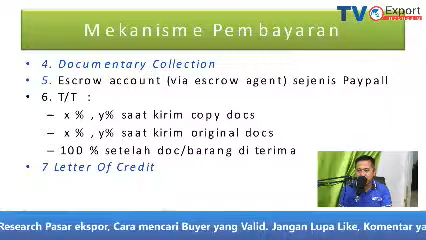 TV Export
INDONESIA
Mekanisme Pembayaran
• 4. Documentary Collection
• 5. Escrow account (via escrow agent) sejenis Paypall
• 6. T/T :
– x % , y% saat kirim copy docs
– x % , y% saat kirim original docs
– 100 % setelah doc/barang di terima
• 7 Letter Of Credit
Research Pasar ekspor, Cara mencari Buyer yang Valid. Jangan Lupa Like, Komentar ya